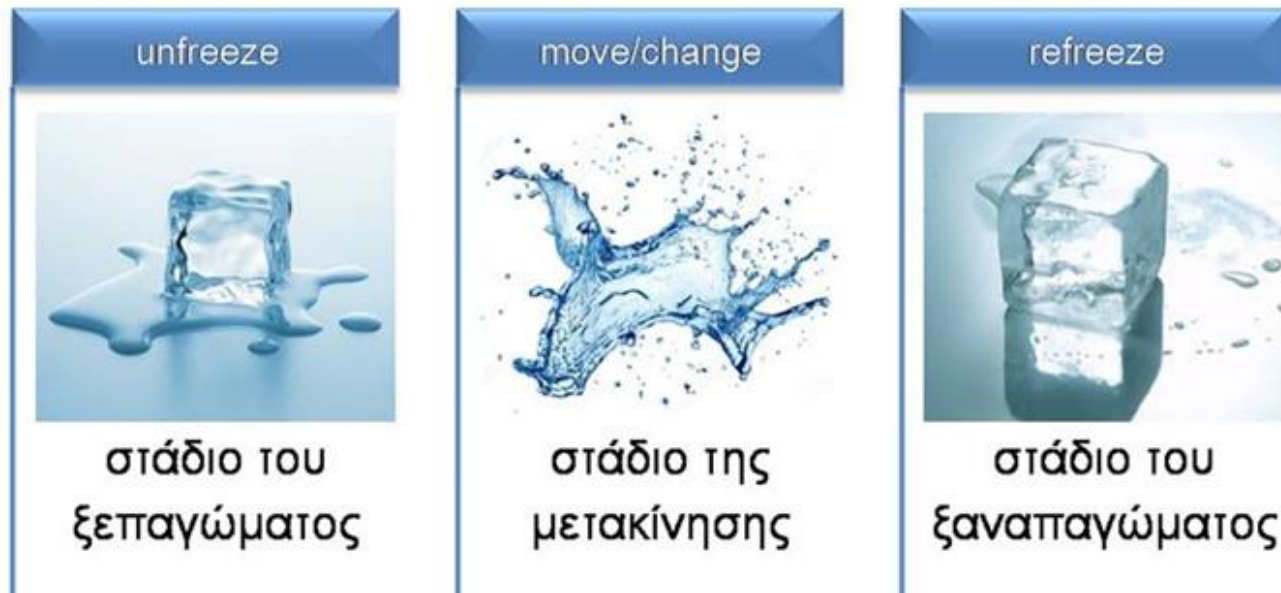 unfreeze
στάδιο του
ξεπαγώματος
move/change
στάδιο της
μετακίνησης
refreeze
στάδιο του
ξαναπαγώματος